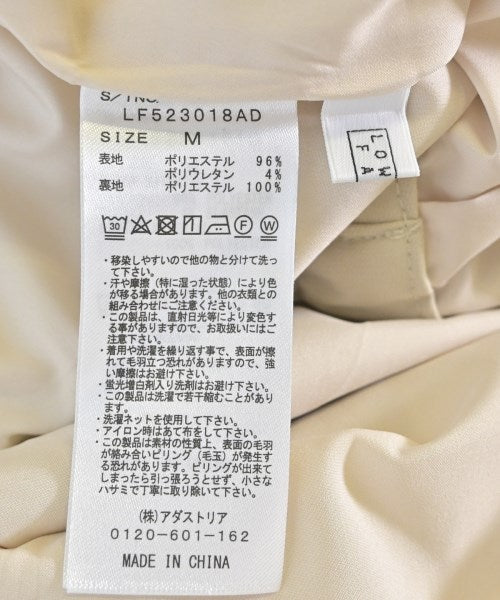 S/TNO.
LF523018AD
SIZE M
表地 ポリエステル 96%
ポリウレタン 4%
裏地 ポリエステル 100%
30 F W
・移染しやすいので他の物と分けて洗っ
て下さい。
・汗や摩擦（特に湿った状態）により色
が移る場合があります。他の衣類との
組み合わせにご注意ください。
・この製品は、直射日光等により変色す
る事がありますので、お取扱いにはご
注意下さい。
・着用や洗濯を繰り返す事で、表面が擦
れて毛羽立つ恐れがありますので、強
い摩擦はお避け下さい。
・蛍光増白剤入り洗剤はお避け下さい。
・この製品は洗濯で若干縮むことがあり
ます。
・洗濯ネットを使用して下さい。
・アイロン時はあて布をして下さい。
・この製品は素材の性質上、表面の毛羽
が絡み合いピリング（毛玉）が発生す
る恐れがあります。ピリングが出来て
しまったら引っ張ろうとせず、小さな
ハサミで丁寧に取り除いて下さい。
(株)アダストリア
0120-601-162
MADE IN CHINA
LOW
FA